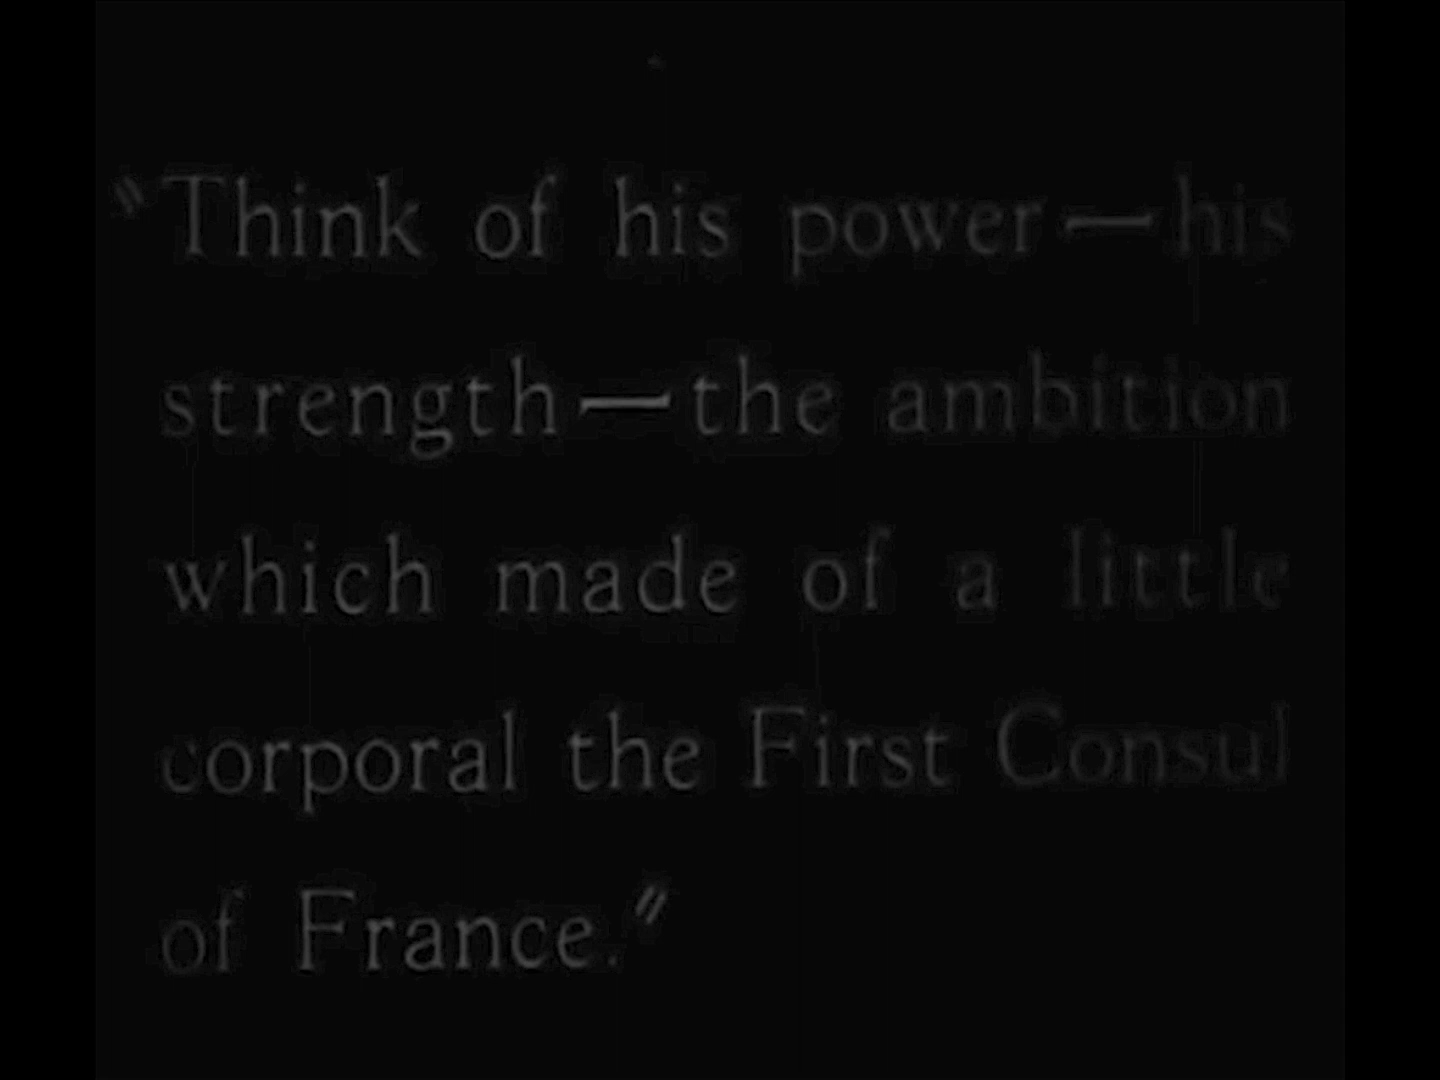 "Think of his power—his
strength—the ambition
which made of a little
corporal the First Consul
of France."